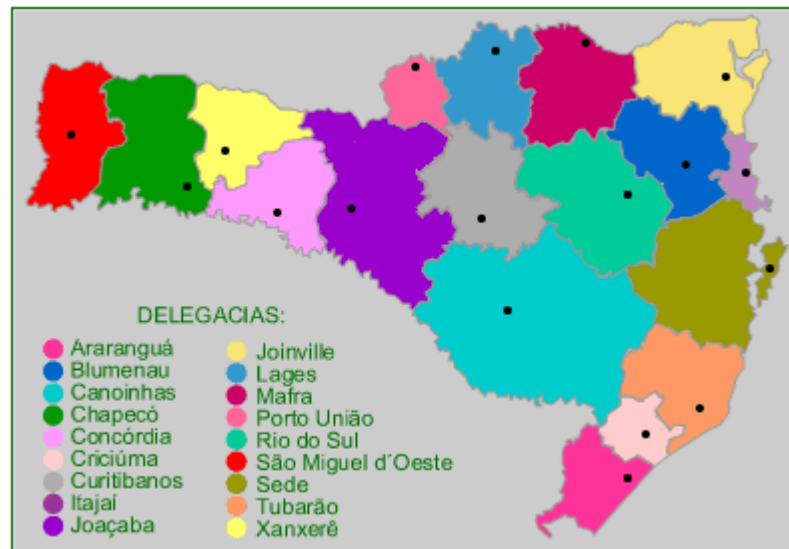 DELEGACIAS:
Araranguá
Blumenau
Canoinhas
Chapecó
Concórdia
Criciúma
Curitibanos
Itajaí
Joaçaba
Joinville
Lages
Mafra
Porto União
Rio do Sul
São Miguel d´Oeste
Sede
Tubarão
Xanxerê